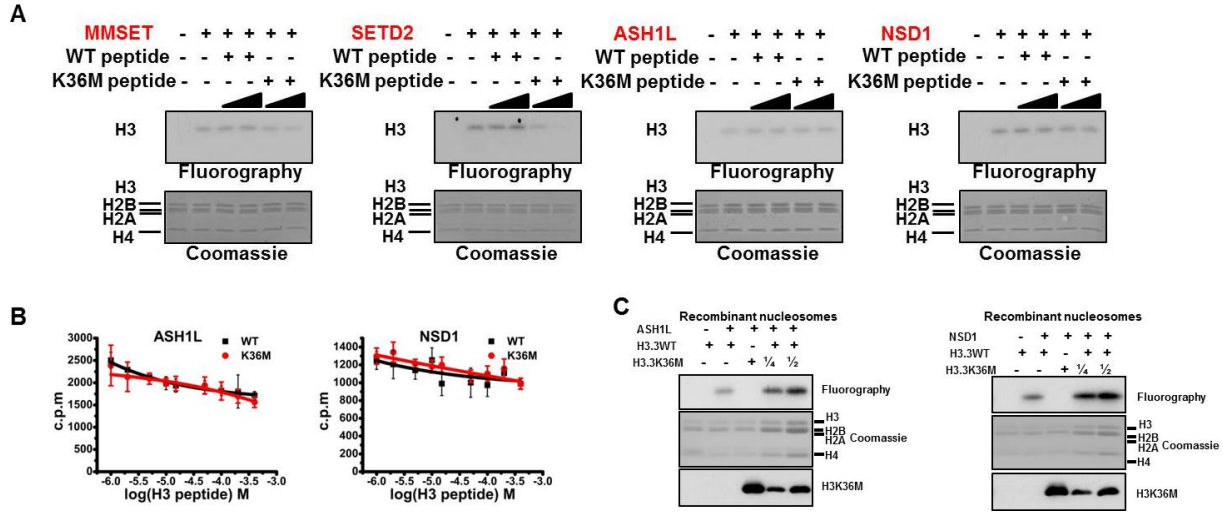 A
MMSET - + + + + +
WT peptide - - + + - -
K36M peptide - - - - + +
H3
Fluorography
H3
H2B
H2A
H4
Coomassie
SETD2 - + + + + +
WT peptide - - + + - -
K36M peptide - - - - + +
H3
Fluorography
H3
H2B
H2A
H4
Coomassie
ASH1L - + + + + +
WT peptide - - + + - -
K36M peptide - - - - + +
H3
Fluorography
H3
H2B
H2A
H4
Coomassie
NSD1 - + + + + +
WT peptide - - + + - -
K36M peptide - - - - + +
H3
Fluorography
H3
H2B
H2A
H4
Coomassie
B
ASH1L
WT
K36M
c.p.m
3000
2500
2000
1500
1000
500
0
-6.0 -5.5 -5.0 -4.5 -4.0 -3.5 -3.0
log(H3 peptide) M
NSD1
WT
K36M
c.p.m
1400
1200
1000
800
600
400
200
0
-6.0 -5.5 -5.0 -4.5 -4.0 -3.5 -3.0
log(H3 peptide) M
C
Recombinant nucleosomes
ASH1L - + + + +
H3.3WT + + - + +
H3.3K36M - - + ¼ ½
Fluorography
H3
H2B
H2A
Coomassie
H4
H3K36M
Recombinant nucleosomes
NSD1 - + + + +
H3.3WT + + - + +
H3.3K36M - - + ¼ ½
Fluorography
H3
H2B
H2A
Coomassie
H4
H3K36M